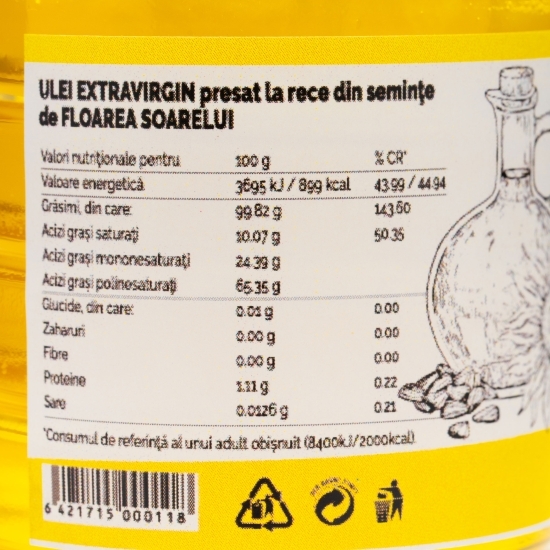 ULEI EXTRAVIRGIN presat la rece din semințe
de FLOAREA SOARELUI
Valori nutriționale pentru 100 g % CR*
Valoare energetică 3695 kJ / 899 kcal 43.99 / 44.94
Grăsimi, din care: 99.82 g 143.60
Acizi grași saturați 10.07 g 50.35
Acizi grași mononesaturați 24.39 g
Acizi grași polinesaturați 65.35 g
Glucide, din care: 0.01 g 0.00
Zaharuri 0.00 g 0.00
Fibre 0.00 g 0.00
Proteine 1.11 g 0.22
Sare 0.0126 g 0.21
*Consumul de referință al unui adult obișnuit (8400kJ/2000kcal)
6 421715 000118